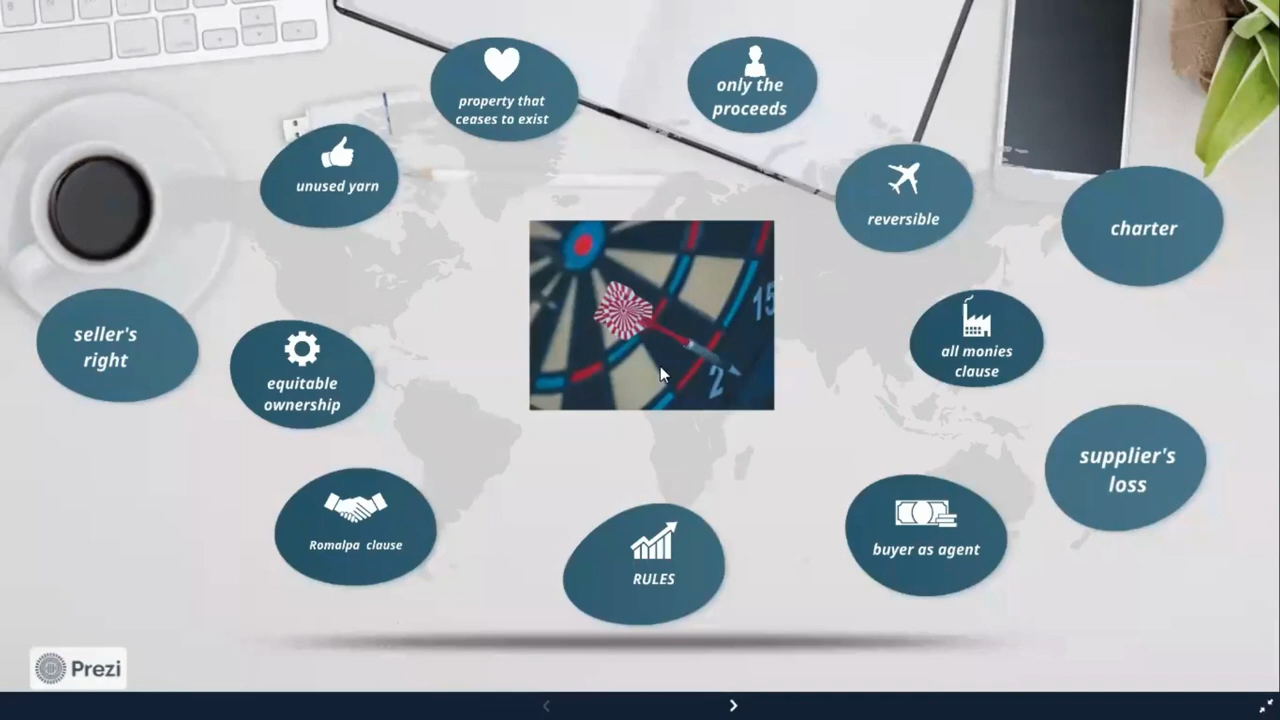 property that
ceases to exist
only the
proceeds
unused yarn
reversible
charter
seller's
right
equitable
ownership
all monies
clause
15
2
supplier's
loss
Romalpa clause
RULES
buyer as agent
Prezi